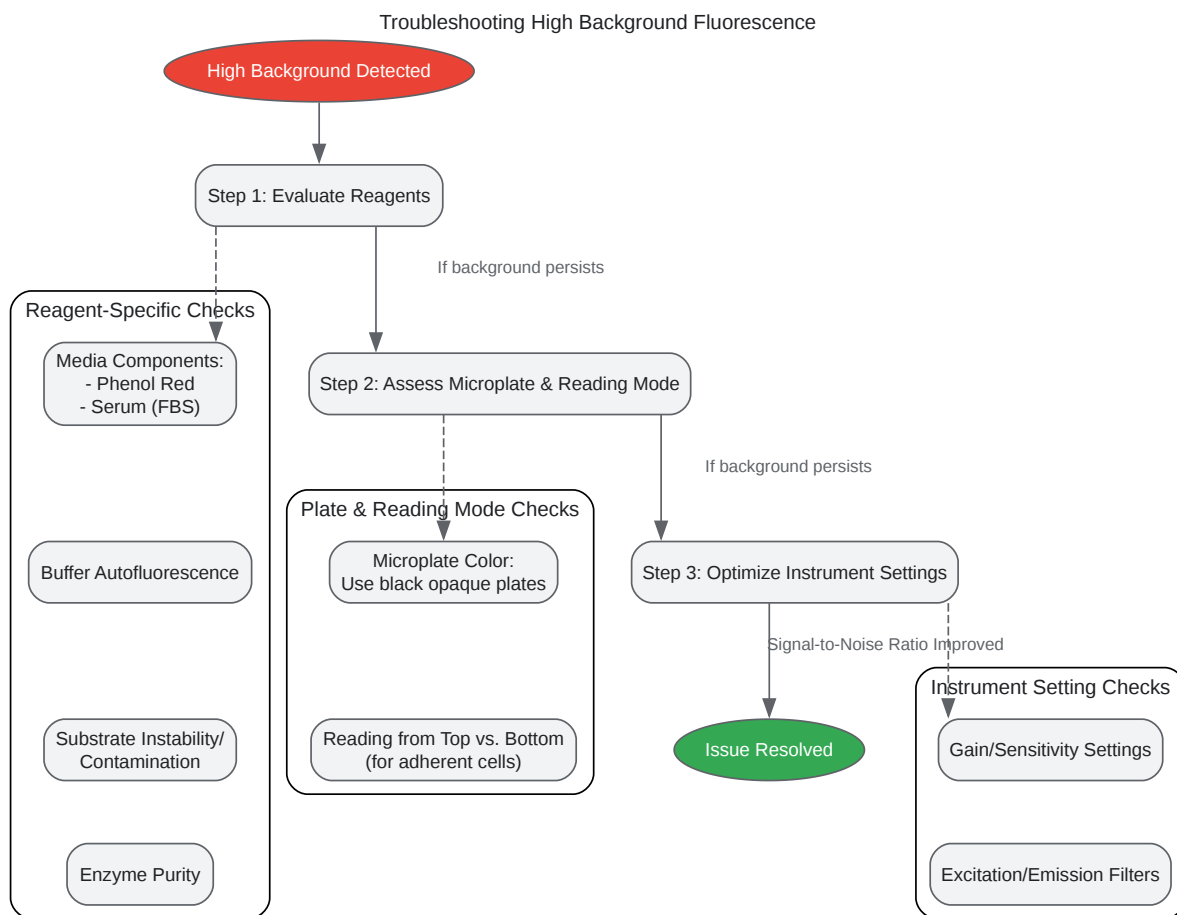 Troubleshooting High Background Fluorescence
High Background Detected
Step 1: Evaluate Reagents
If background persists
Reagent-Specific Checks
Media Components:
- Phenol Red
- Serum (FBS)
Step 2: Assess Microplate & Reading Mode
If background persists
Plate & Reading Mode Checks
Buffer Autofluorescence
Microplate Color:
Use black opaque plates
Step 3: Optimize Instrument Settings
Signal-to-Noise Ratio Improved
Instrument Setting Checks
Substrate Instability/
Contamination
Reading from Top vs. Bottom
(for adherent cells)
Issue Resolved
Gain/Sensitivity Settings
Enzyme Purity
Excitation/Emission Filters